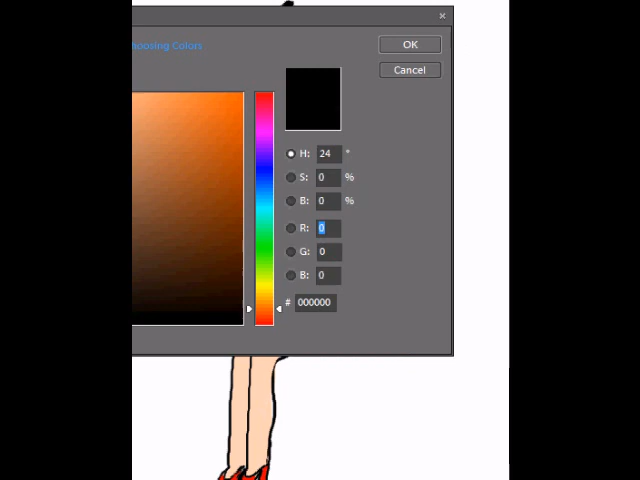 hoosing Colors
OK
Cancel
H: 24 °
S: 0 %
B: 0 %
R: 0
G: 0
B: 0
# 000000